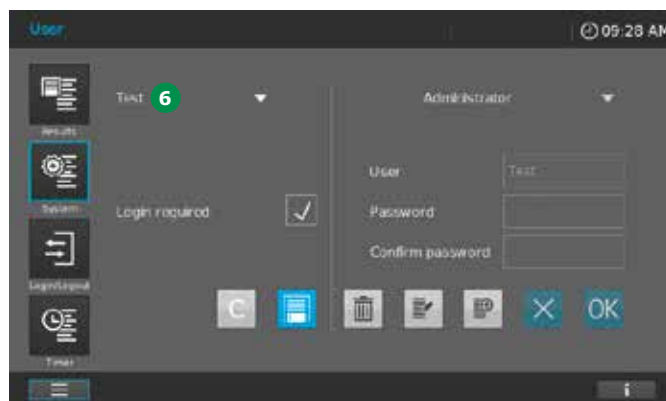 User
09:28 AM
Results
System
Login/Logout
Timer
Test 6
Login required
Administrator
User Test
Password
Confirm password
C
OK
i